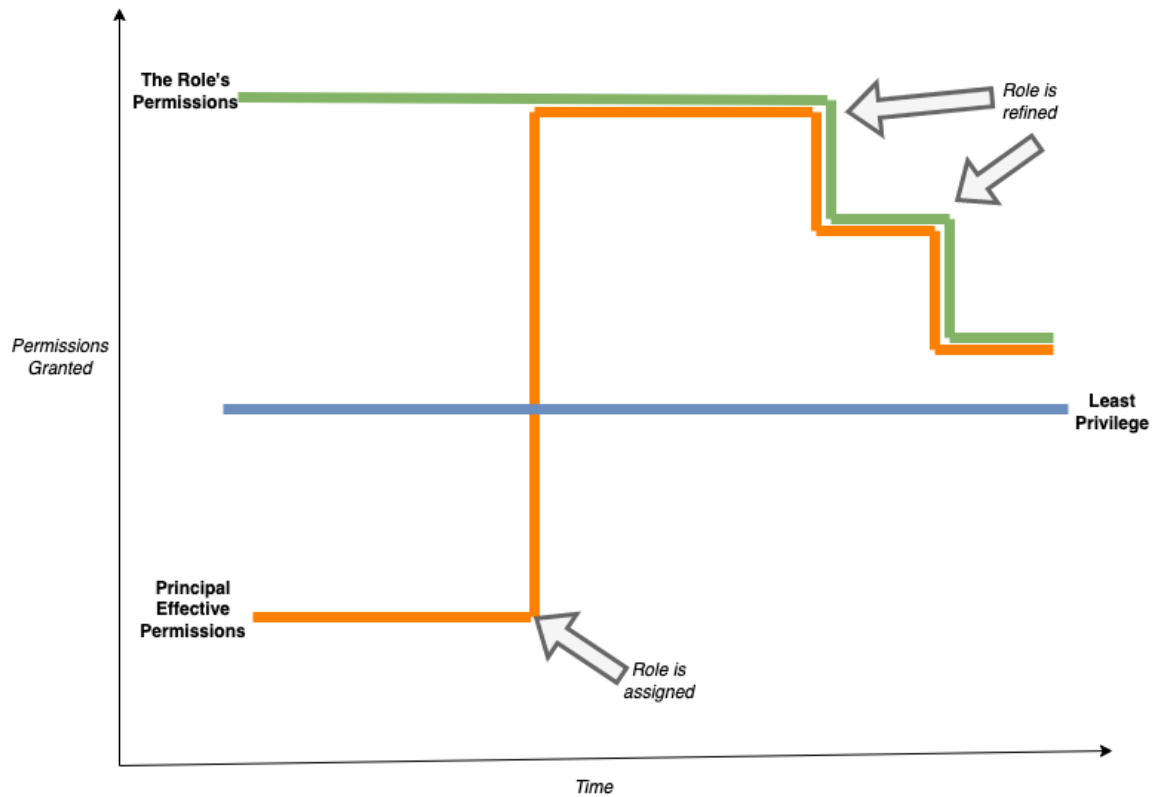 The Role's
Permissions
Role is
refined
Permissions
Granted
Least
Privilege
Principal
Effective
Permissions
Role is
assigned
Time